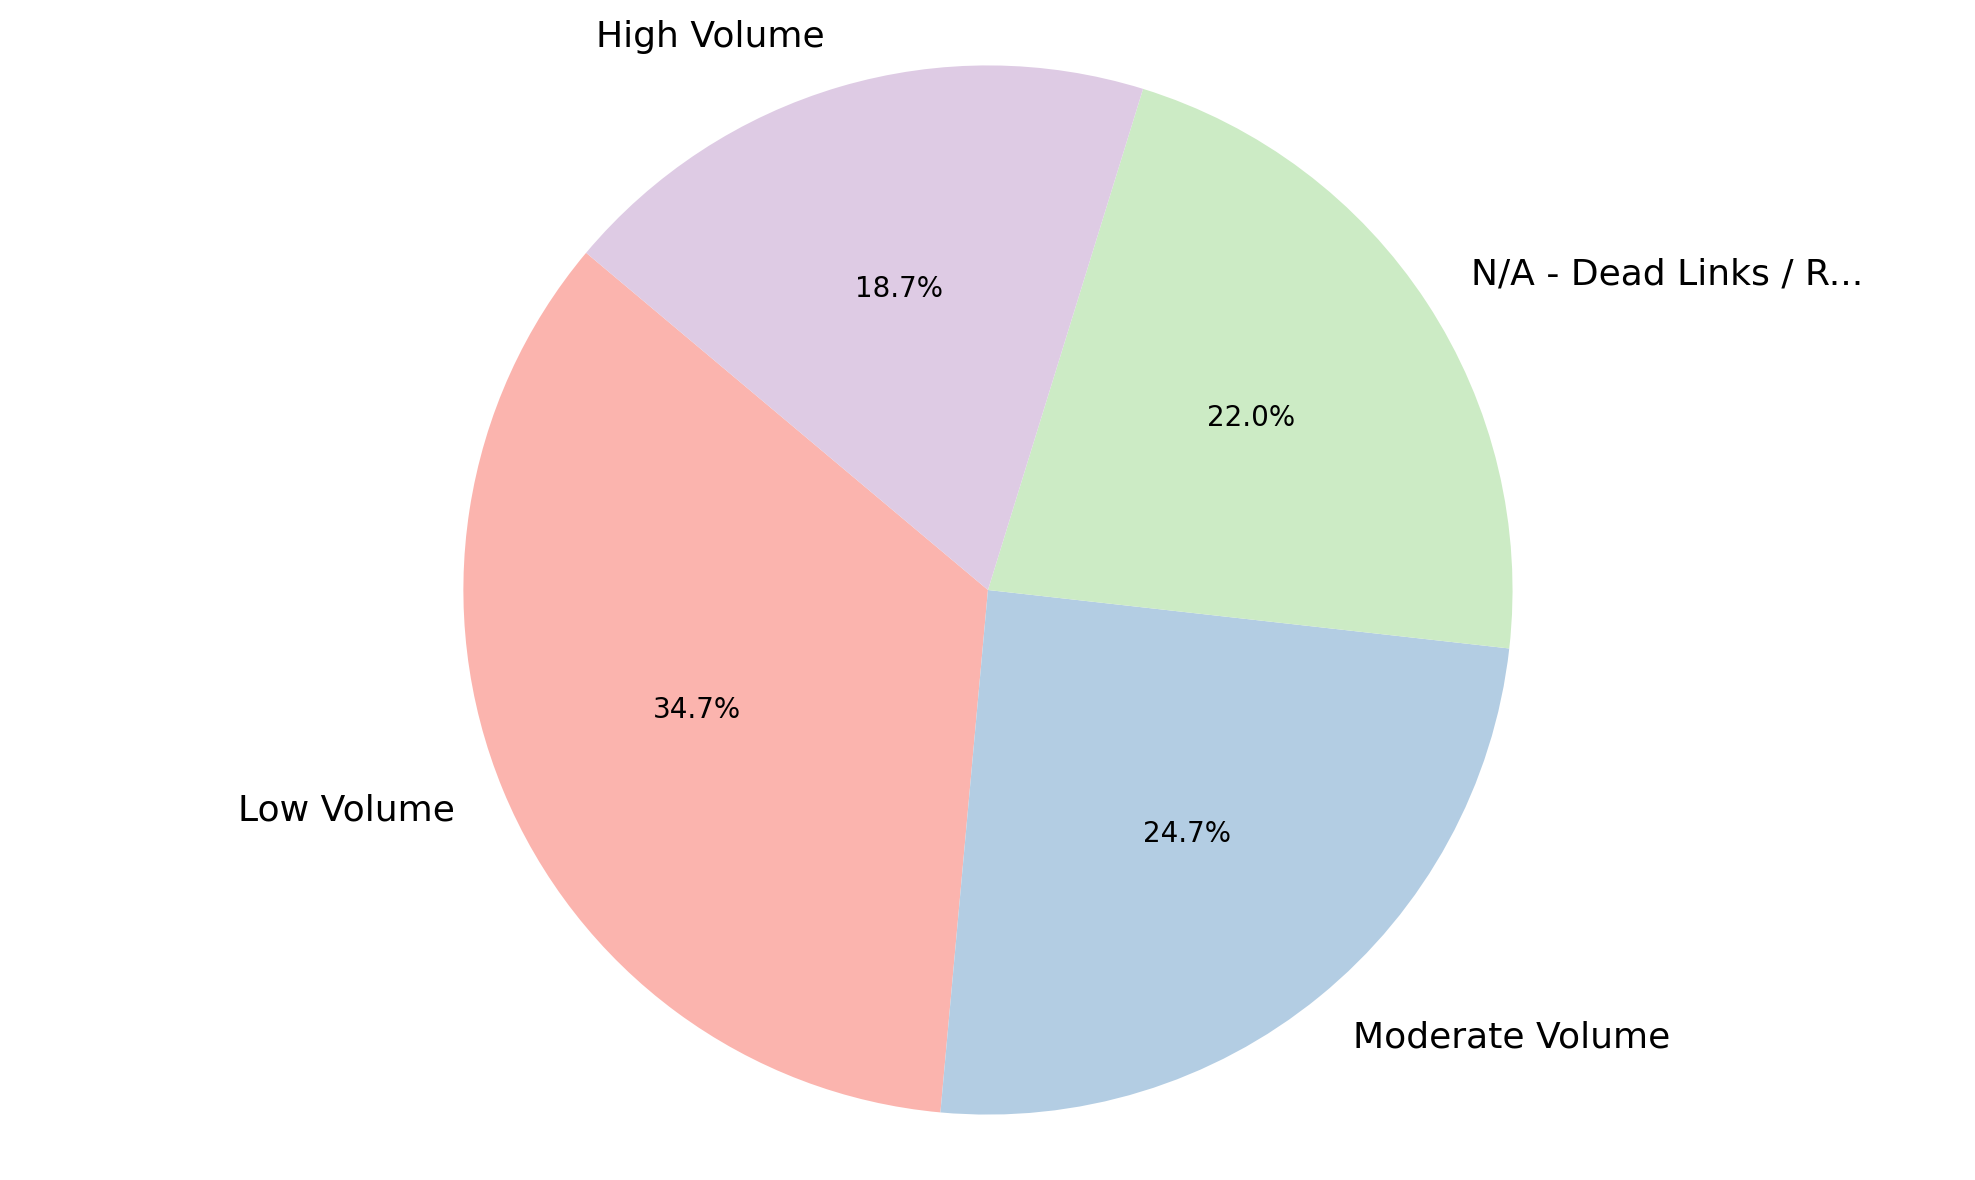 High Volume
N/A - Dead Links / R...
18.7%
22.0%
34.7%
Low Volume
24.7%
Moderate Volume